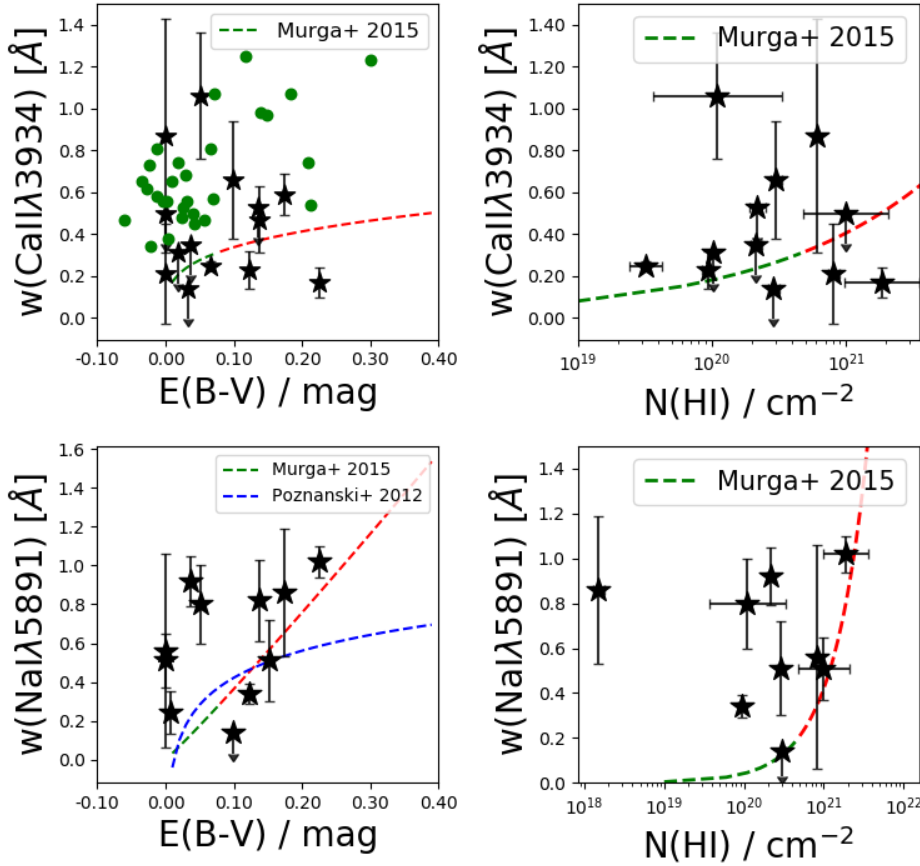 Murga+ 2015
1.40
1.20
1.00
0.80
0.60
0.40
0.20
0.00
w(CaIIλ3934) [Å]
-0.10 0.00 0.10 0.20 0.30 0.40
E(B-V) / mag
Murga+ 2015
1.4
1.2
1.0
0.8
0.6
0.4
0.2
0.0
w(CaIIλ3934) [Å]
10¹⁹ 10²⁰ 10²¹
N(HI) / cm⁻²
Murga+ 2015
Poznanski+ 2012
1.6
1.4
1.2
1.0
0.8
0.6
0.4
0.2
0.0
w(NaIλ5891) [Å]
-0.10 0.00 0.10 0.20 0.30 0.40
E(B-V) / mag
Murga+ 2015
1.4
1.2
1.0
0.8
0.6
0.4
0.2
0.0
w(NaIλ5891) [Å]
10¹⁸ 10¹⁹ 10²⁰ 10²¹ 10²²
N(HI) / cm⁻²